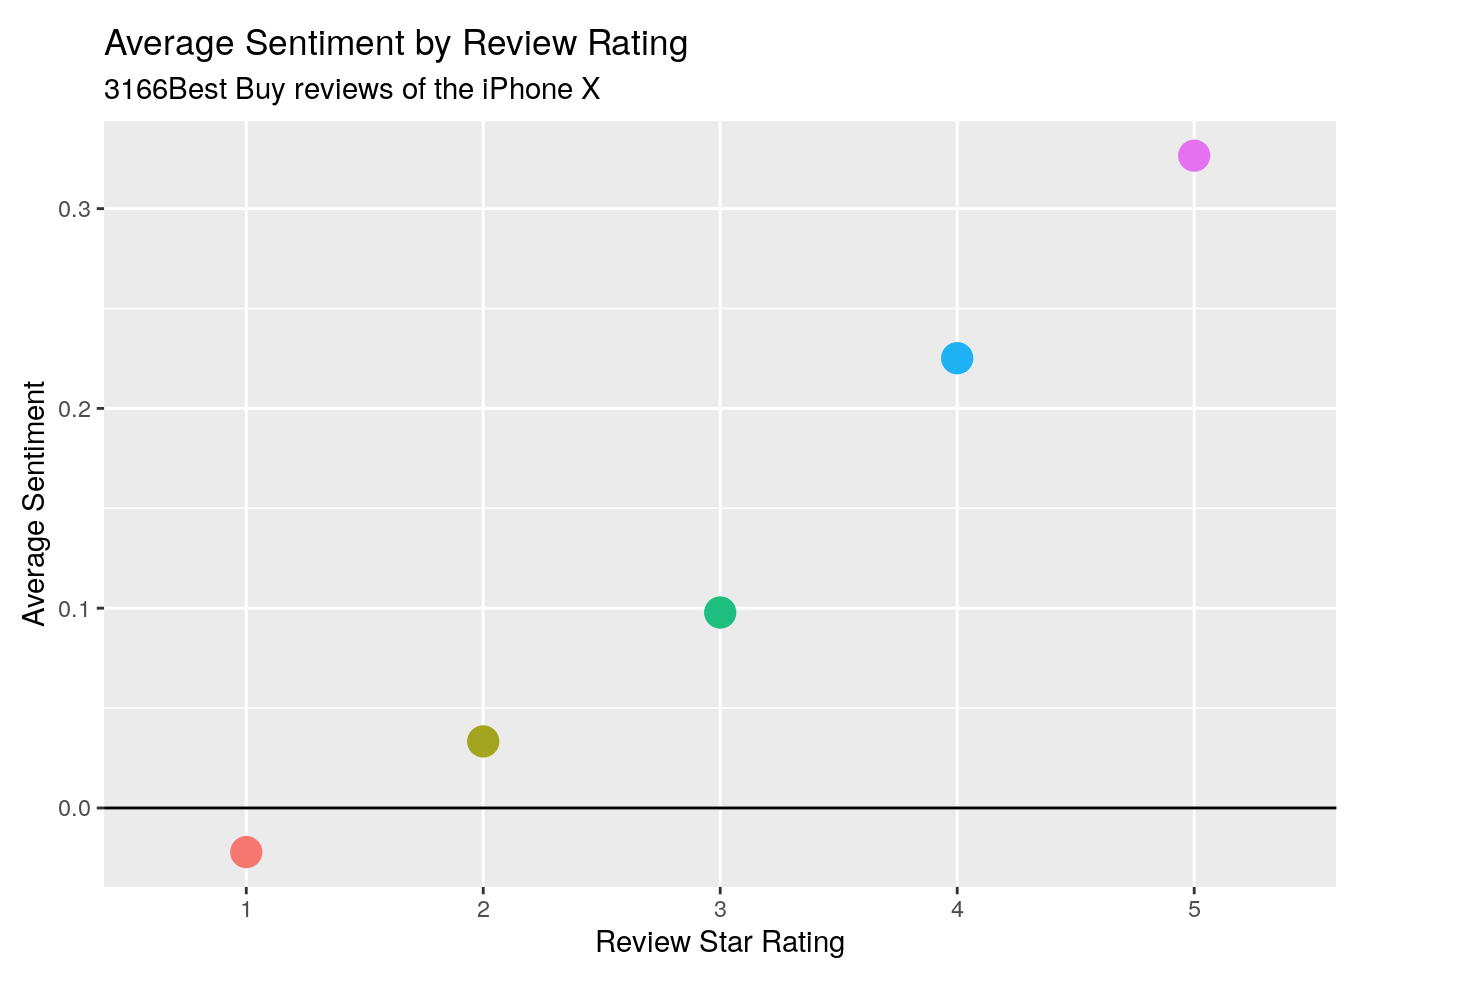 Average Sentiment by Review Rating
3166Best Buy reviews of the iPhone X
0.3
0.2
0.1
0.0
Average Sentiment
1 2 3 4 5
Review Star Rating